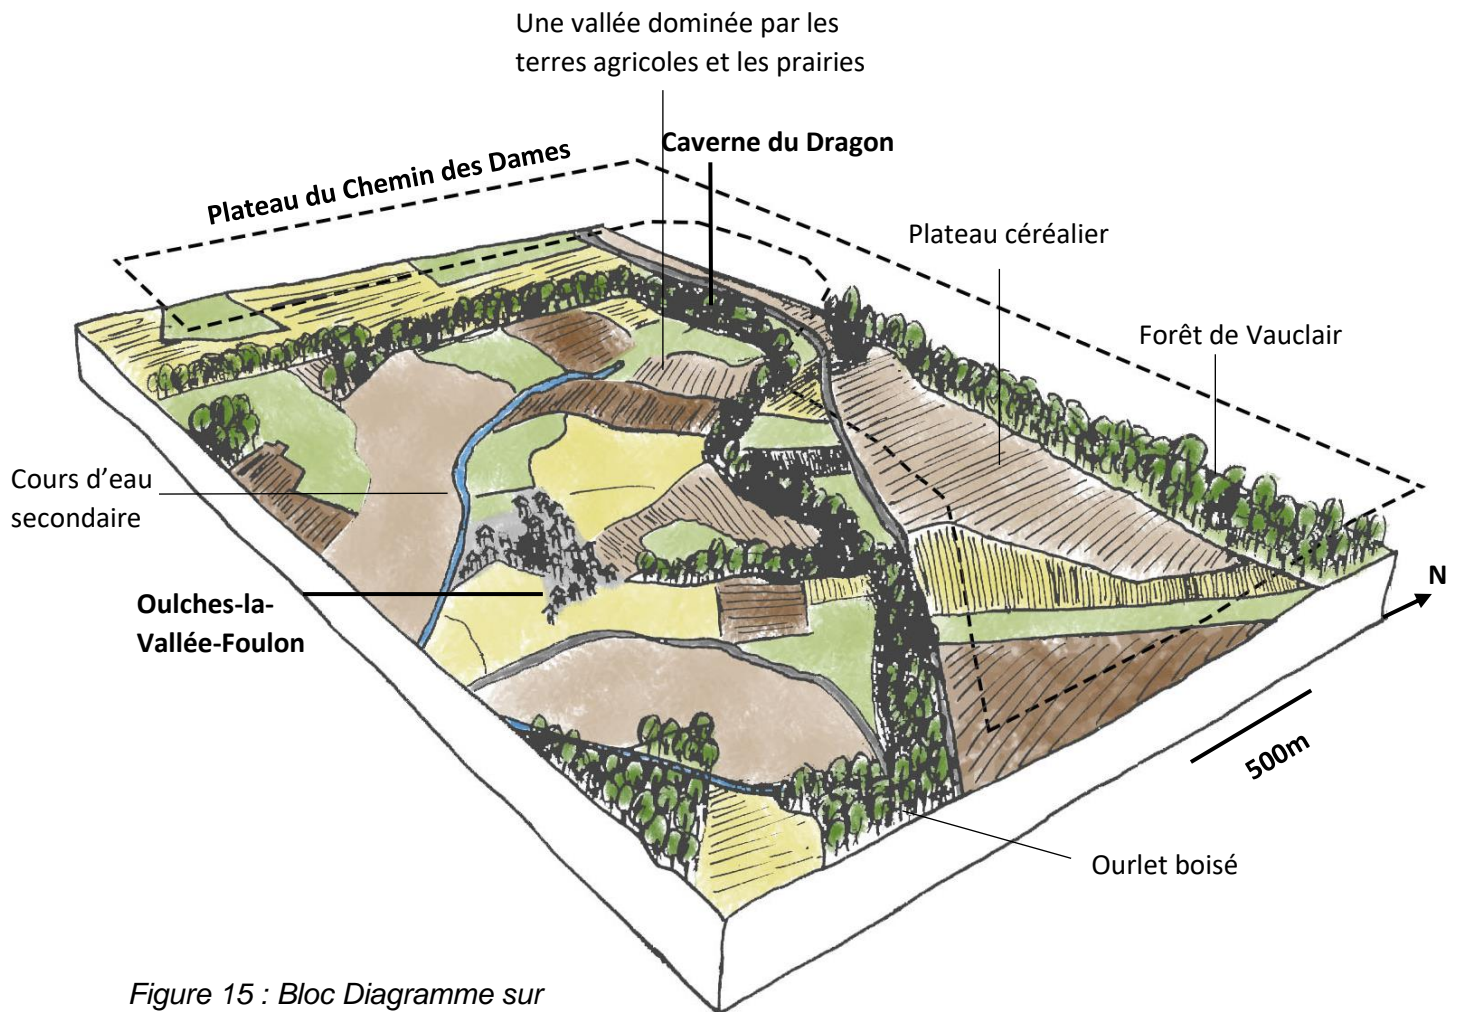 Une vallée dominée par les
terres agricoles et les prairies
Caverne du Dragon
Plateau du Chemin des Dames
Plateau céréalier
Forêt de Vauclair
Cours d’eau
secondaire
Oulches-la-
Vallée-Foulon
N
500m
Ourlet boisé
Figure 15 : Bloc Diagramme sur